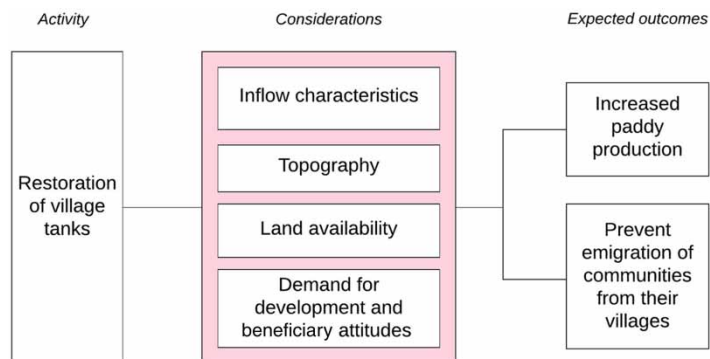 Activity
Considerations
Expected outcomes
Restoration
of village
tanks
Inflow characteristics
Topography
Land availability
Demand for
development and
beneficiary attitudes
Increased
paddy
production
Prevent
emigration of
communities
from their
villages